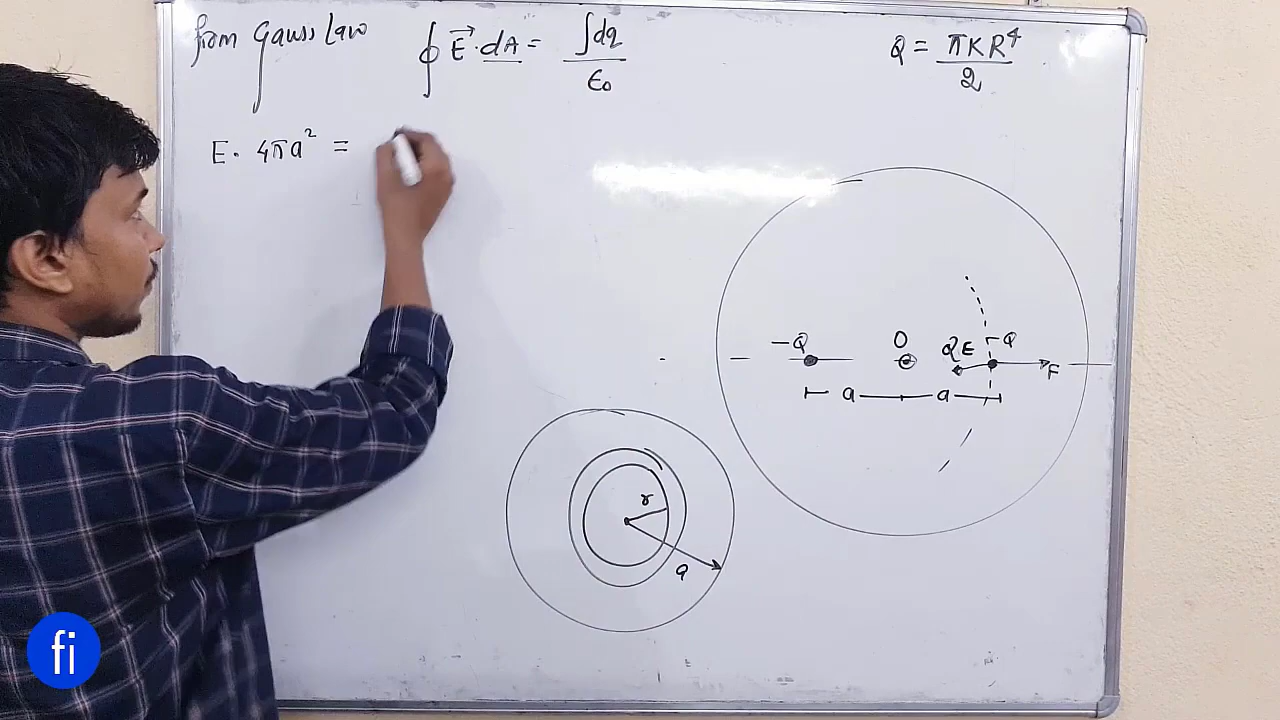 from Gauss Law ∮ E⃗ · dA = ∫dq / ε₀
Q = πKR⁴ / 2
E · 4πa² =
-Q O -Q
QE F
a a
r
a
fi